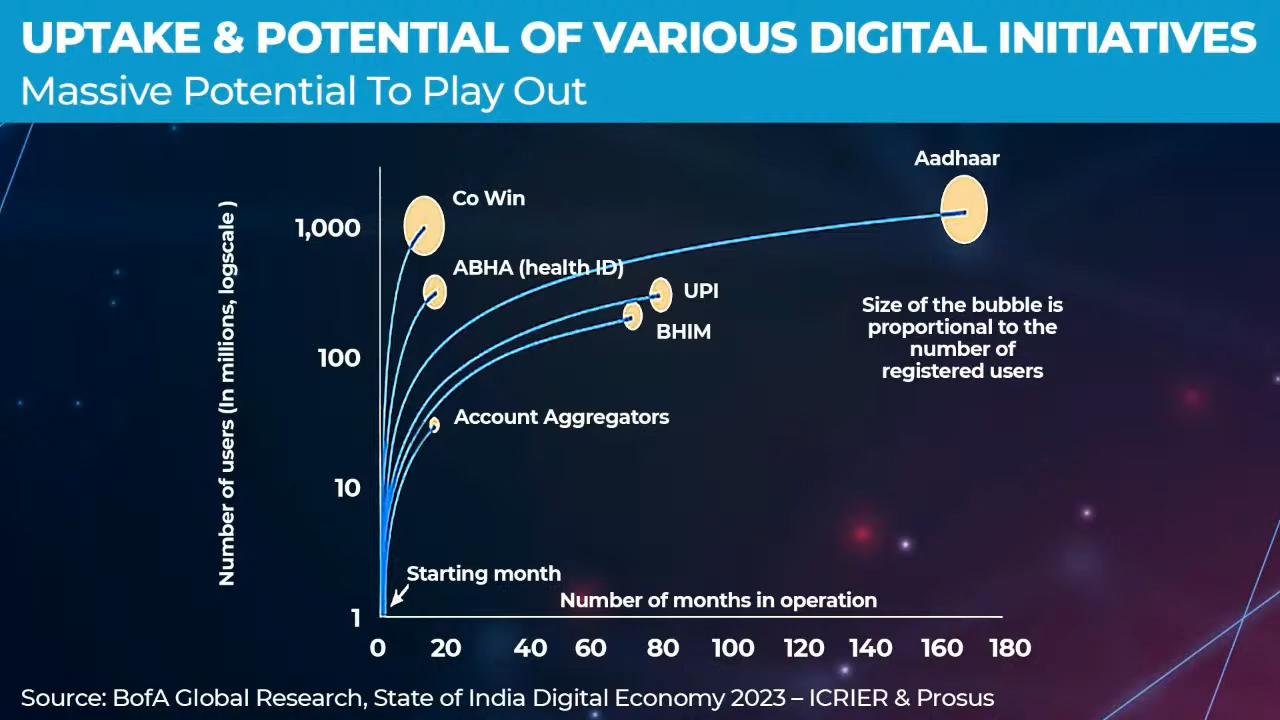 UPTAKE & POTENTIAL OF VARIOUS DIGITAL INITIATIVES
Massive Potential To Play Out
Aadhaar
Co Win
1,000
ABHA (health ID)
UPI
BHIM
Size of the bubble is
proportional to the
number of
registered users
100
Account Aggregators
10
Number of users (In millions, logscale )
Starting month
Number of months in operation
1
0 20 40 60 80 100 120 140 160 180
Source: BofA Global Research, State of India Digital Economy 2023 – ICRIER & Prosus